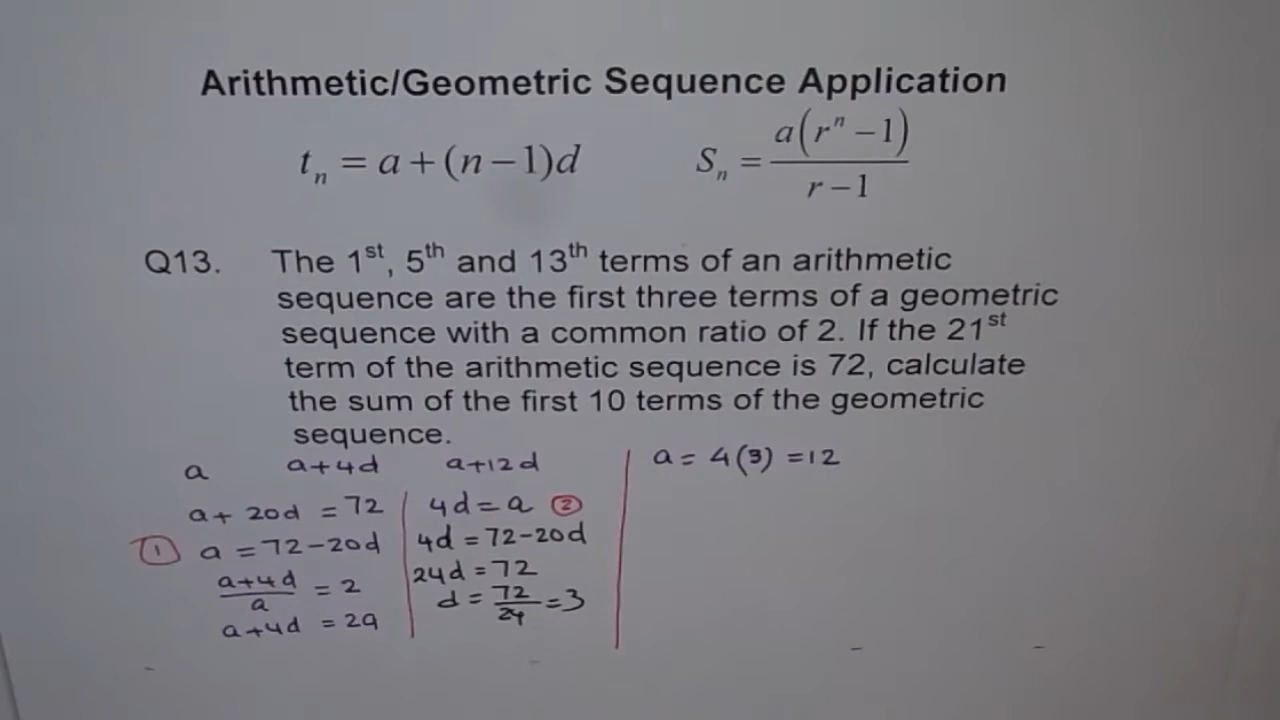 Arithmetic/Geometric Sequence Application
tₙ = a + (n − 1)d
Sₙ = a(rⁿ − 1) / r − 1
Q13. The 1st, 5th and 13th terms of an arithmetic
sequence are the first three terms of a geometric
sequence with a common ratio of 2. If the 21st
term of the arithmetic sequence is 72, calculate
the sum of the first 10 terms of the geometric
sequence.
a a+4d a+12d
a + 20d = 72
① a = 72-20d
a+4d / a = 2
a+4d = 2a
4d = a ②
4d = 72-20d
24d = 72
d = 72/24 = 3
a = 4(3) = 12